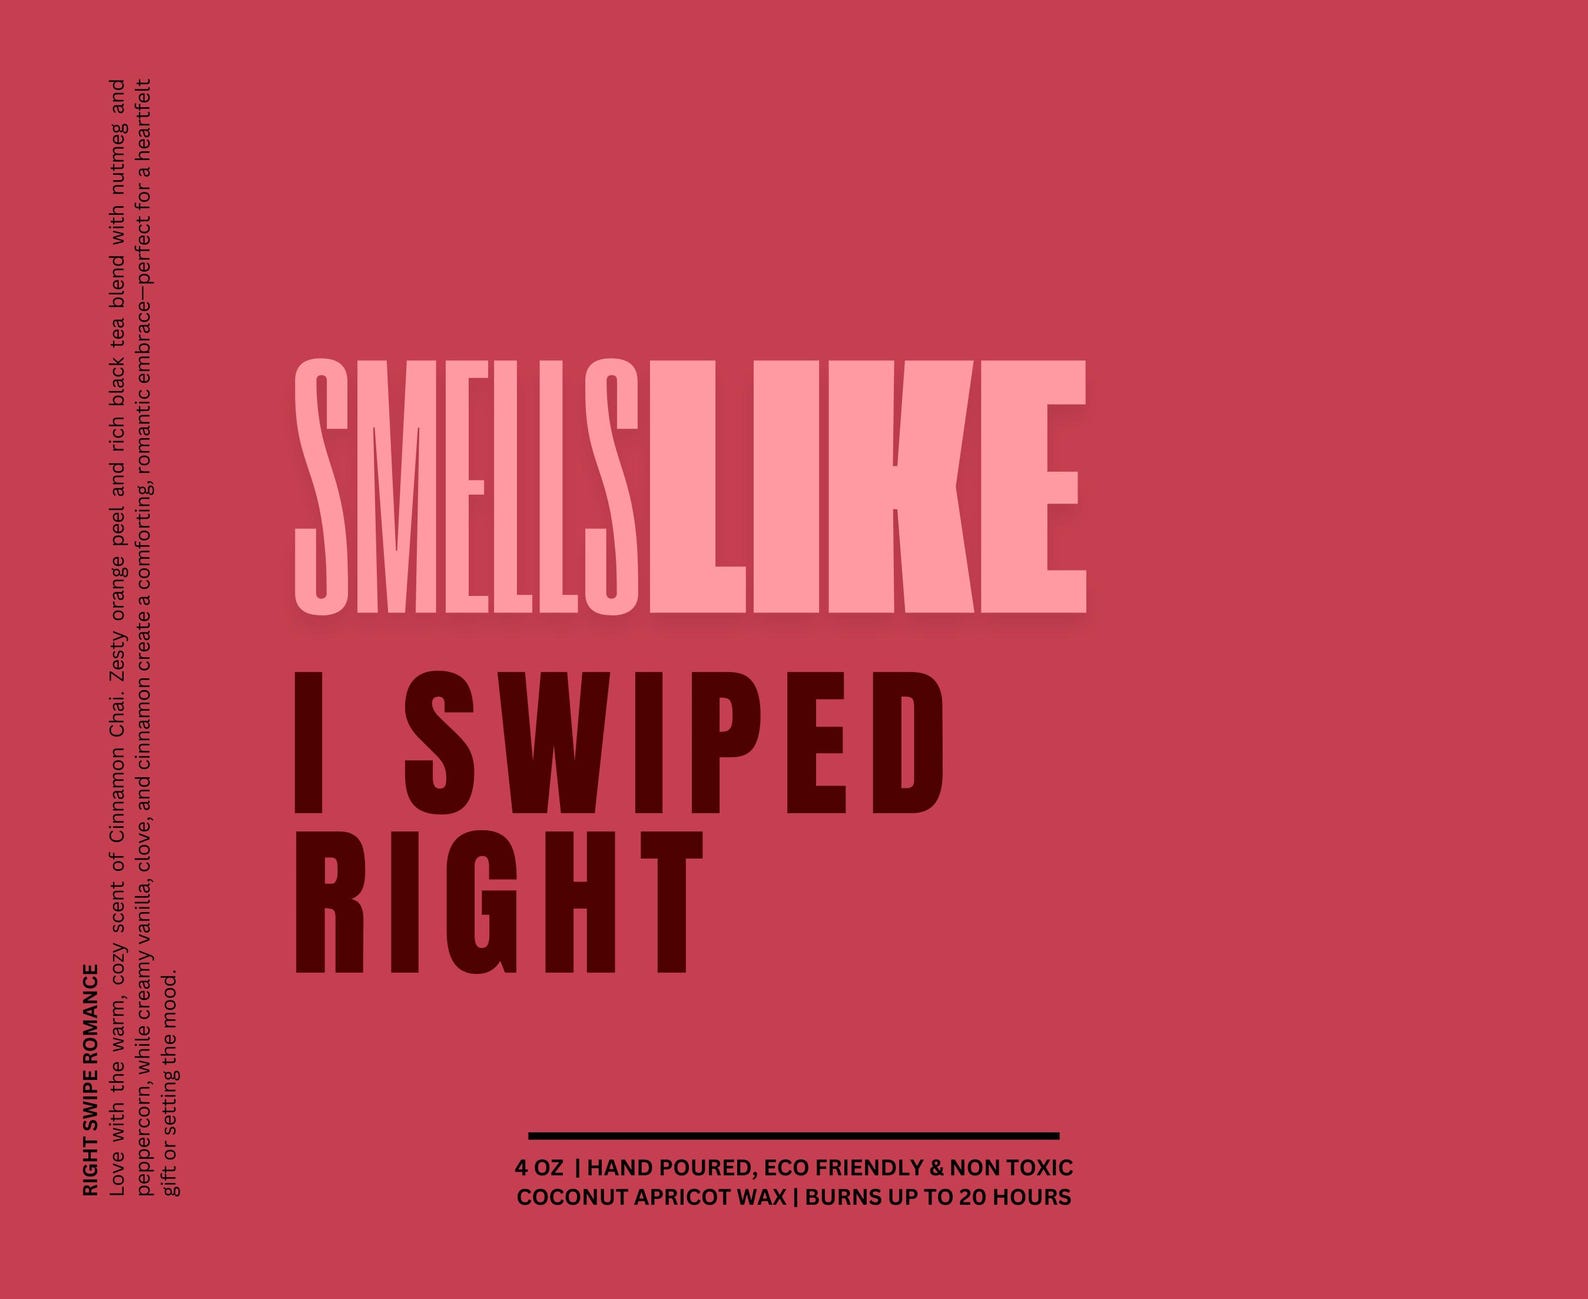 RIGHT SWIPE ROMANCE
Love with the warm, cozy scent of Cinnamon Chai. Zesty orange peel and rich black tea blend with nutmeg and
peppercorn, while creamy vanilla, clove, and cinnamon create a comforting, romantic embrace—perfect for a heartfelt
gift or setting the mood.
SMELLSLIKE
I SWIPED
RIGHT
4 OZ | HAND POURED, ECO FRIENDLY & NON TOXIC
COCONUT APRICOT WAX | BURNS UP TO 20 HOURS